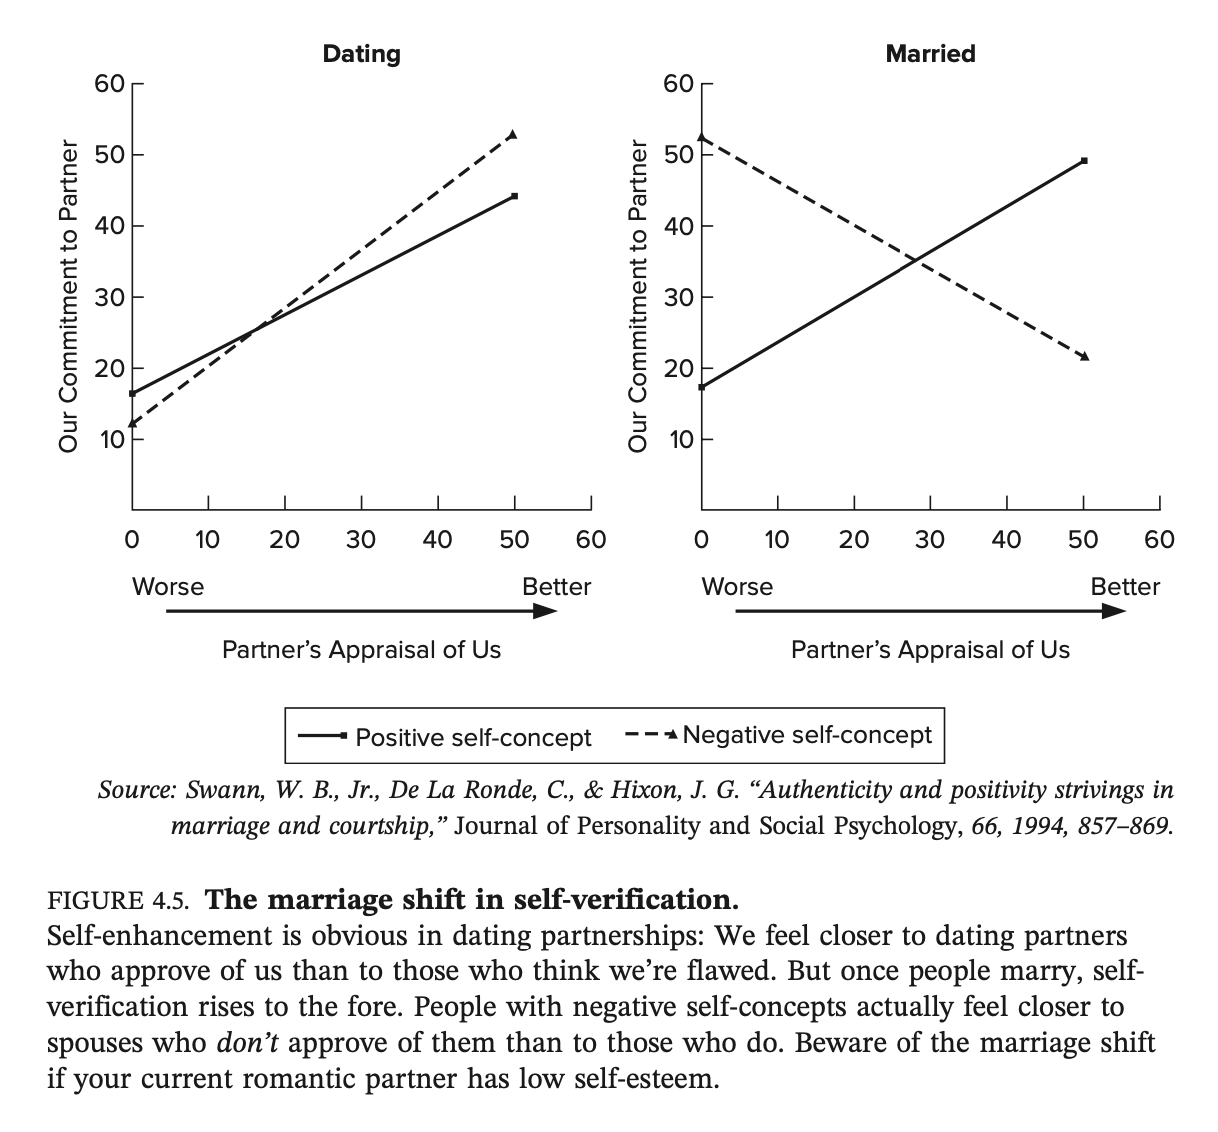 Dating
60
50
40
30
20
10
Our Commitment to Partner
0 10 20 30 40 50 60
Worse Better
Partner’s Appraisal of Us
Married
60
50
40
30
20
10
Our Commitment to Partner
0 10 20 30 40 50 60
Worse Better
Partner’s Appraisal of Us
Positive self-concept Negative self-concept
Source: Swann, W. B., Jr., De La Ronde, C., & Hixon, J. G. “Authenticity and positivity strivings in
marriage and courtship,” Journal of Personality and Social Psychology, 66, 1994, 857–869.
FIGURE 4.5. The marriage shift in self-verification.
Self-enhancement is obvious in dating partnerships: We feel closer to dating partners
who approve of us than to those who think we’re flawed. But once people marry, self-
verification rises to the fore. People with negative self-concepts actually feel closer to
spouses who don’t approve of them than to those who do. Beware of the marriage shift
if your current romantic partner has low self-esteem.